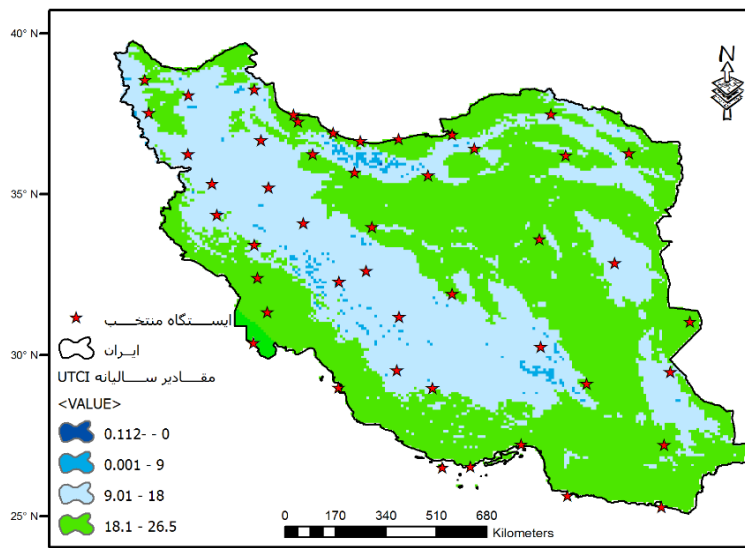 40° N
N
35° N
ایستگاه منتخب
ایران
30° N
مقادیر سالیانه UTCI
<VALUE>
0.112- - 0
0.001 - 9
9.01 - 18
18.1 - 26.5
25° N
0 170 340 510 680
Kilometers